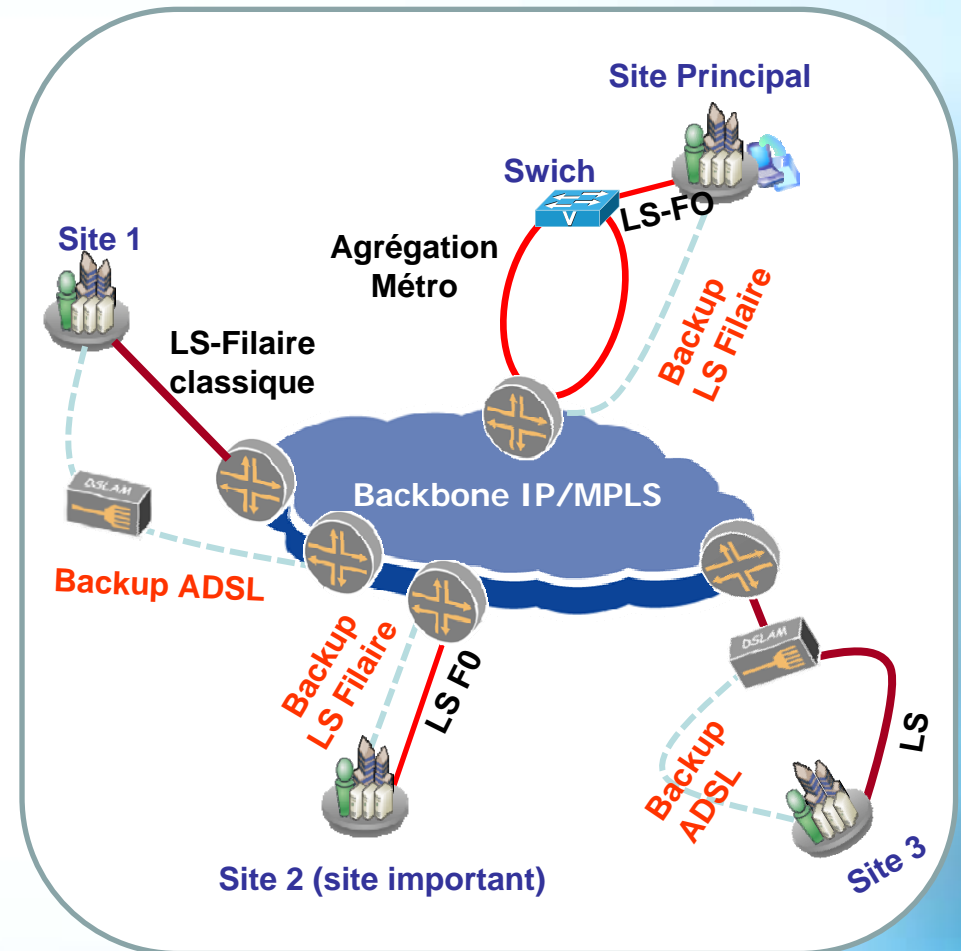 Site Principal
Swich
V
LS-FO
Site 1
Agrégation
Métro
Backup
LS Filaire
LS-Filaire
classique
DSLAM
Backbone IP/MPLS
Backup ADSL
Backup
LS Filaire
LS F0
DSLAM
LS
Backup
ADSL
Site 2 (site important)
Site 3